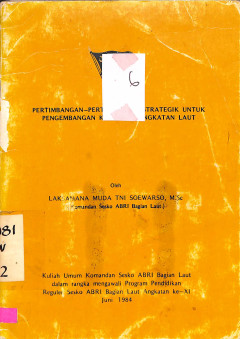 6
PERTIMBANGAN-PERT STRATEGIK UNTUK
PENGEMBANGAN K ANGKATAN LAUT
Oleh
LAKSAMANA MUDA TNI SOEWARSO, M.Sc
(Komandan Sesko ABRI Bagian Laut)
081
2
Kuliah Umum Komandan Sesko ABRI Bagian Laut
dalam rangka mengawali Program Pendidikan
Reguler Sesko ABRI Bagian Laut Angkatan ke-XI
Juni 1984